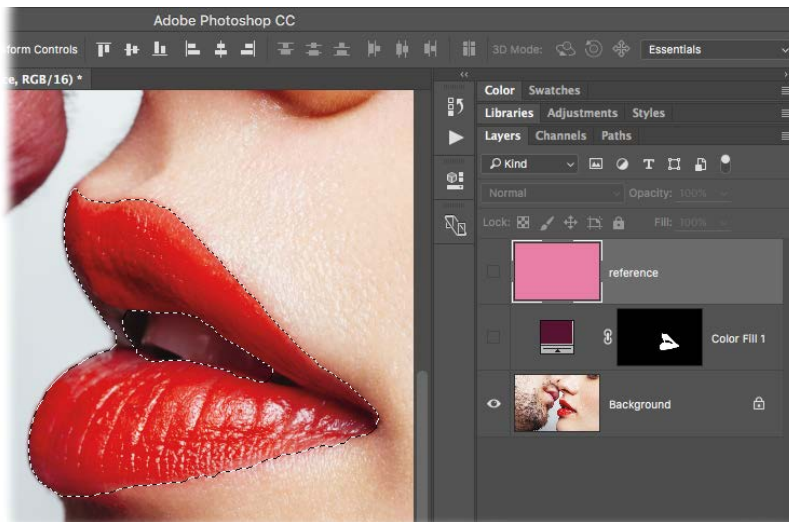 Adobe Photoshop CC
form Controls
3D Mode:
Essentials
e, RGB/16) *
Color Swatches
Libraries Adjustments Styles
Layers Channels Paths
Kind
T
Normal
Opacity: 100%
Lock:
Fill: 100%
reference
Color Fill 1
Background